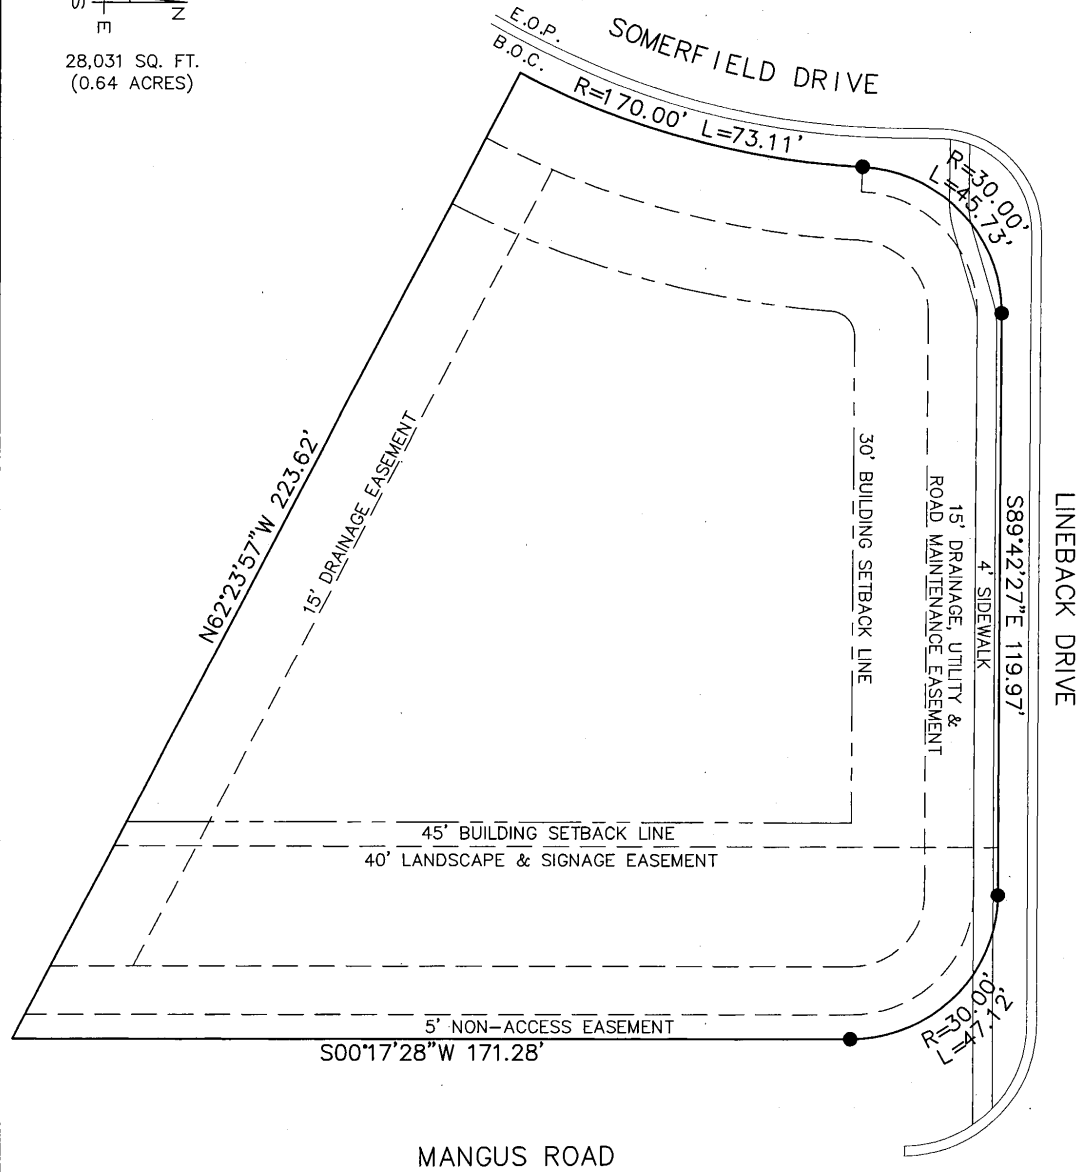 S
E
N
28,031 SQ. FT.
(0.64 ACRES)
E.O.P.
B.O.C.
SOMERFIELD DRIVE
R=170.00' L=73.11'
R=30.00'
L=45.73'
N62°23'57"W 223.62'
15' DRAINAGE EASEMENT
30' BUILDING SETBACK LINE
15' DRAINAGE, UTILITY &
ROAD MAINTENANCE EASEMENT
4' SIDEWALK
S89°42'27"E 119.97'
LINEBACK DRIVE
45' BUILDING SETBACK LINE
40' LANDSCAPE & SIGNAGE EASEMENT
5' NON-ACCESS EASEMENT
S00°17'28"W 171.28'
R=30.00'
L=47.12'
MANGUS ROAD